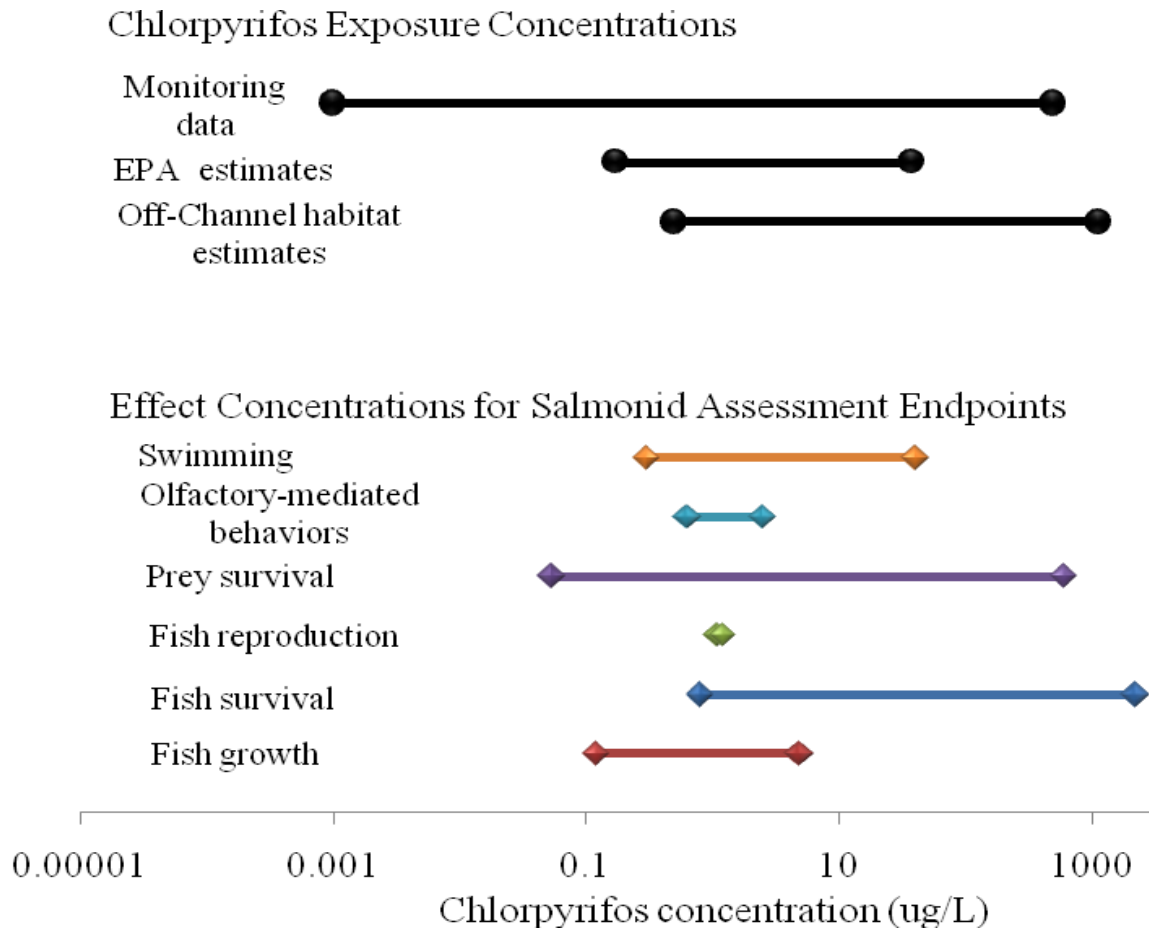 Chlorpyrifos Exposure Concentrations
Monitoring
data
EPA estimates
Off-Channel habitat
estimates
Effect Concentrations for Salmonid Assessment Endpoints
Swimming
Olfactory-mediated
behaviors
Prey survival
Fish reproduction
Fish survival
Fish growth
0.00001 0.001 0.1 10 1000
Chlorpyrifos concentration (ug/L)